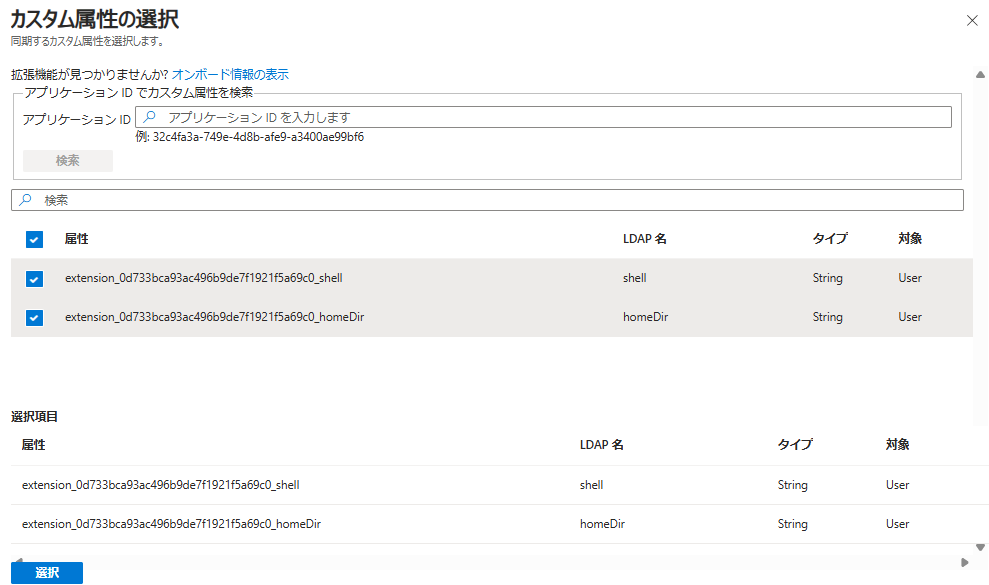 カスタム属性の選択
同期するカスタム属性を選択します。
拡張機能が見つかりませんか? オンボード情報の表示
アプリケーション ID でカスタム属性を検索
アプリケーション ID アプリケーション ID を入力します
例: 32c4fa3a-749e-4d8b-afe9-a3400ae99bf6
検索
検索
属性 LDAP 名 タイプ 対象
extension_0d733bca93ac496b9de7f1921f5a69c0_shell shell String User
extension_0d733bca93ac496b9de7f1921f5a69c0_homeDir homeDir String User
選択項目
属性 LDAP 名 タイプ 対象
extension_0d733bca93ac496b9de7f1921f5a69c0_shell shell String User
extension_0d733bca93ac496b9de7f1921f5a69c0_homeDir homeDir String User
選択